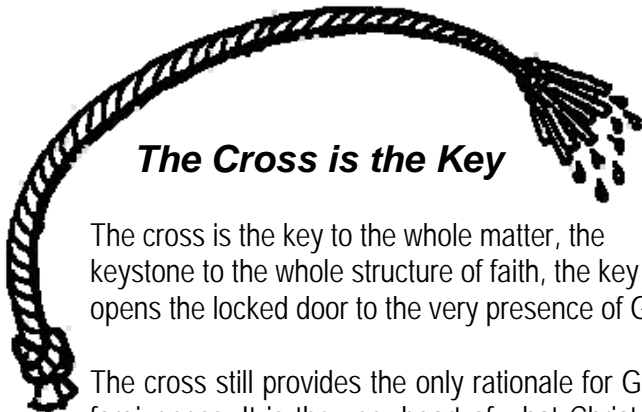 The Cross is the Key
The cross is the key to the whole matter, the
keystone to the whole structure of faith, the key
opens the locked door to the very presence of G
The cross still provides the only rationale for G